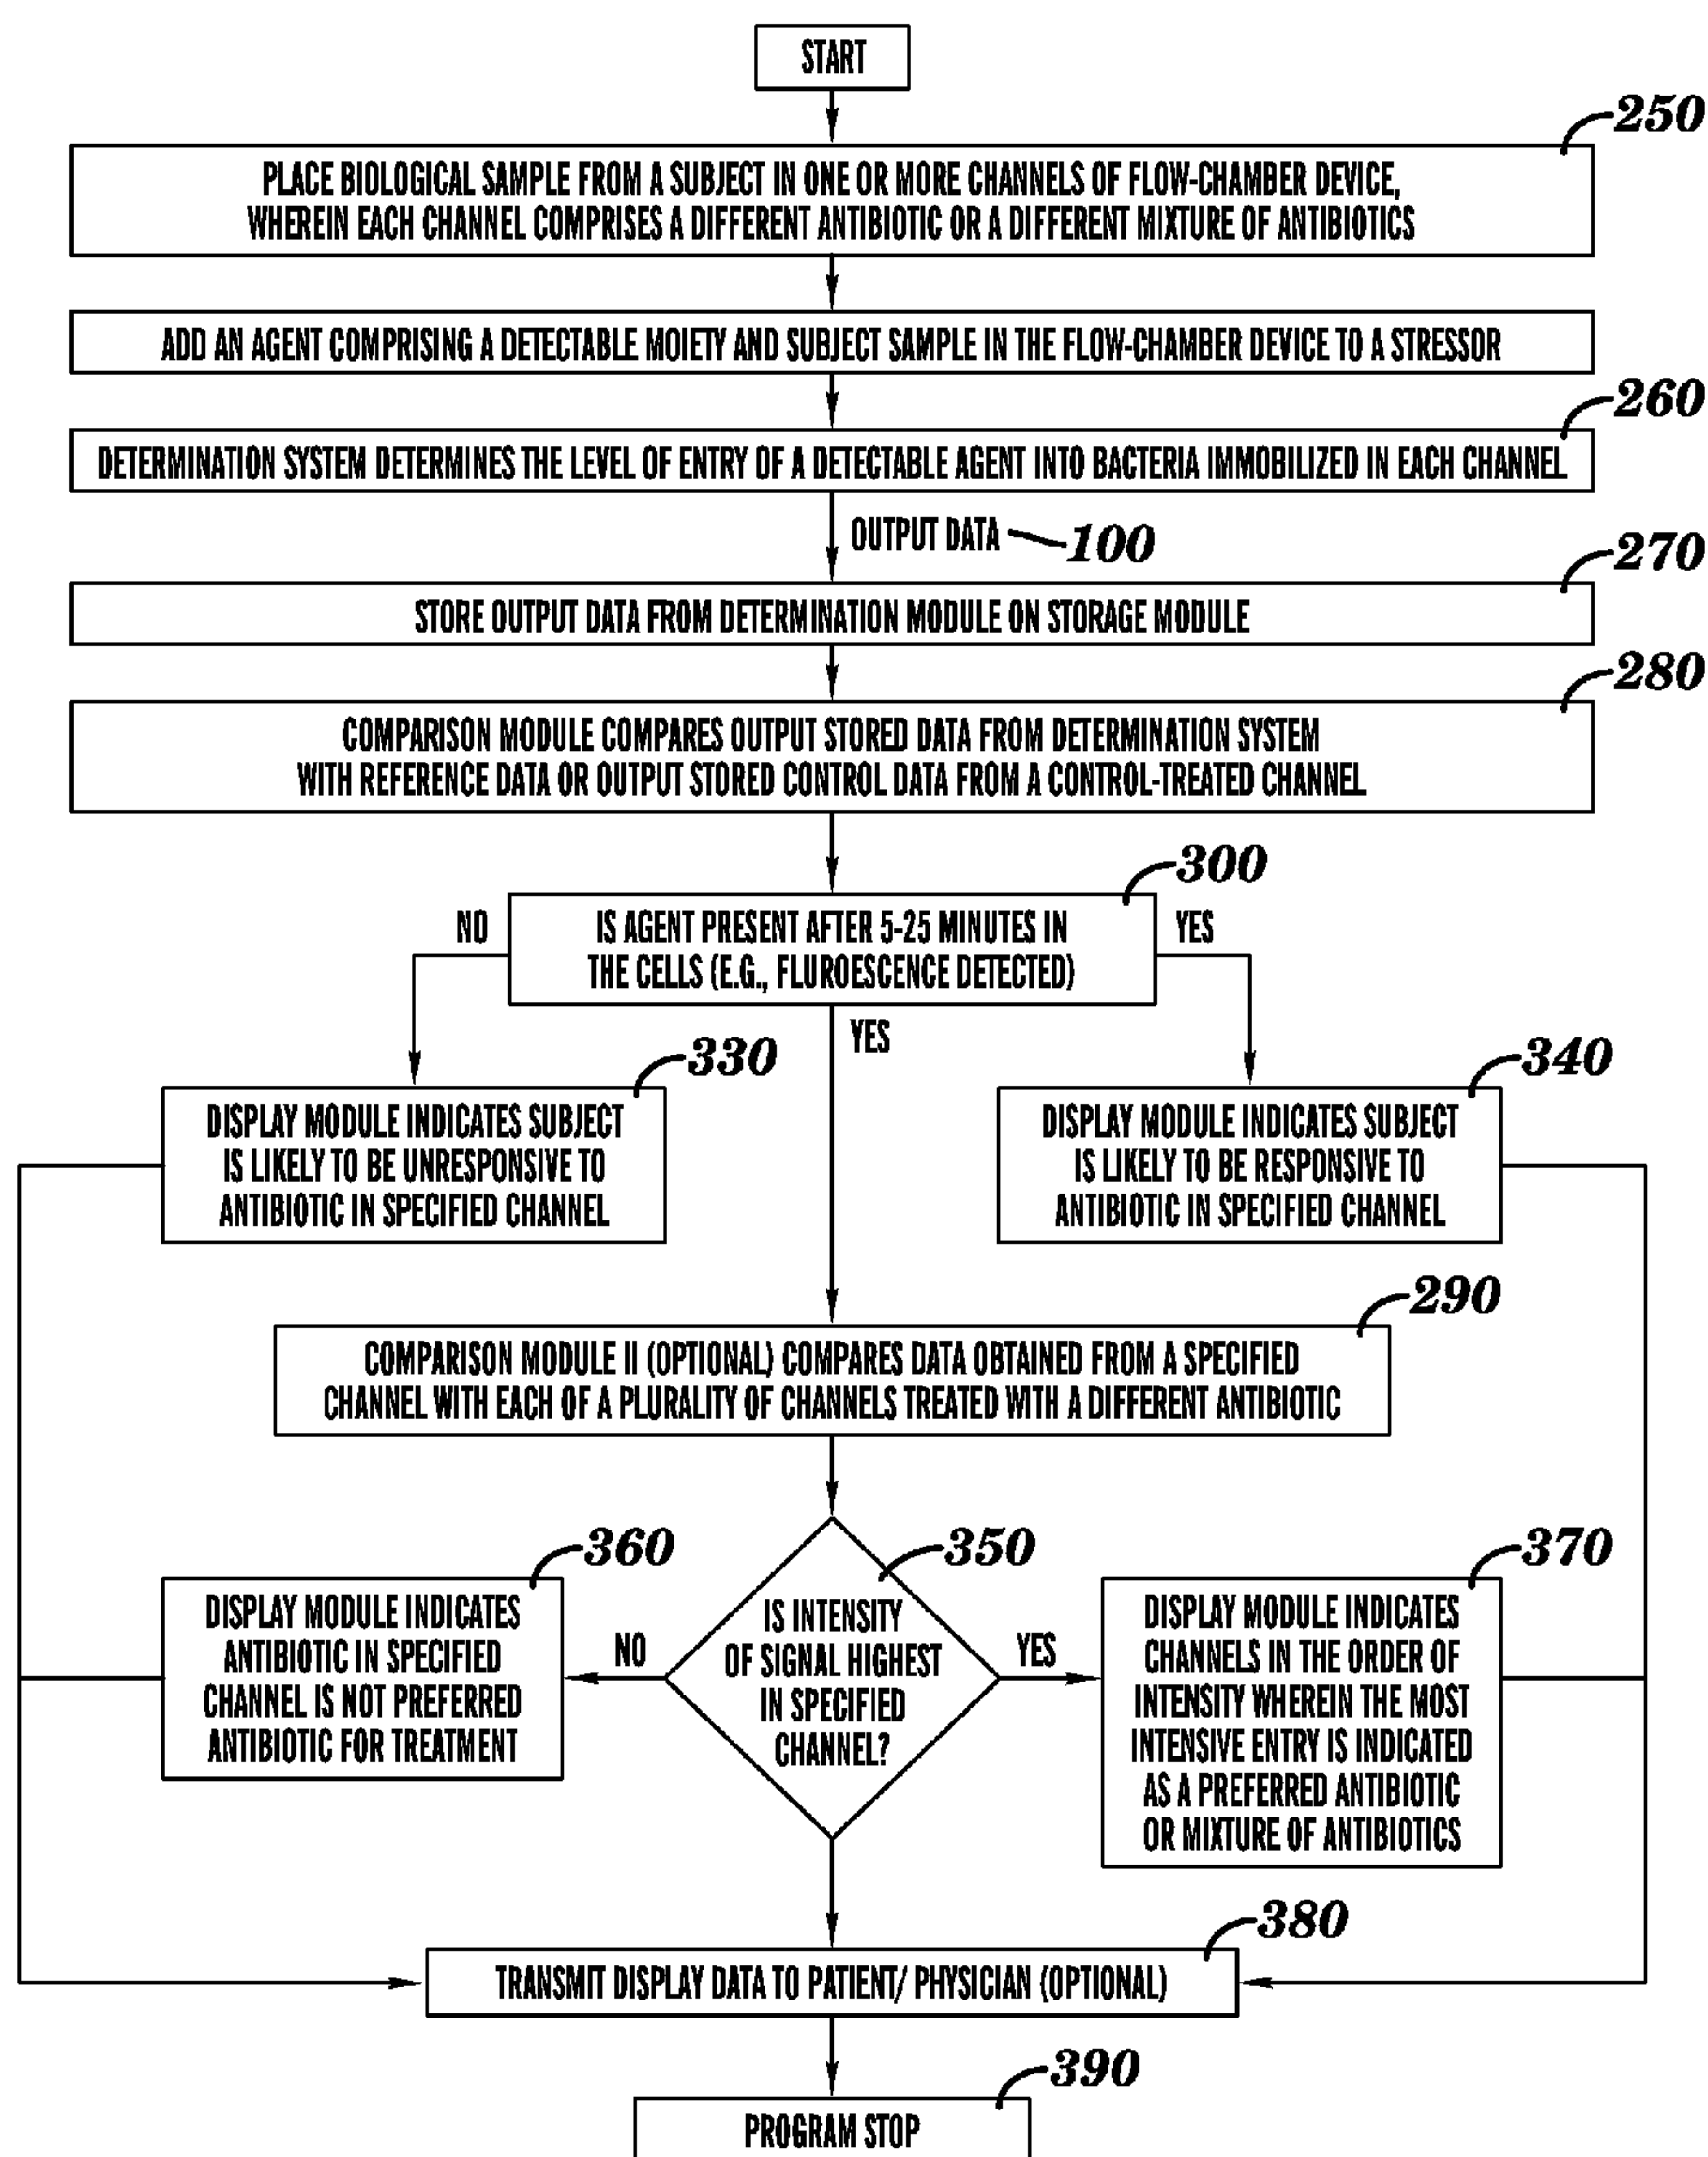 START
250
PLACE BIOLOGICAL SAMPLE FROM A SUBJECT IN ONE OR MORE CHANNELS OF FLOW-CHAMBER DEVICE,
WHEREIN EACH CHANNEL COMPRISES A DIFFERENT ANTIBIOTIC OR A DIFFERENT MIXTURE OF ANTIBIOTICS
ADD AN AGENT COMPRISING A DETECTABLE MOIETY AND SUBJECT SAMPLE IN THE FLOW-CHAMBER DEVICE TO A STRESSOR
260
DETERMINATION SYSTEM DETERMINES THE LEVEL OF ENTRY OF A DETECTABLE AGENT INTO BACTERIA IMMOBILIZED IN EACH CHANNEL
OUTPUT DATA 100
270
STORE OUTPUT DATA FROM DETERMINATION MODULE ON STORAGE MODULE
280
COMPARISON MODULE COMPARES OUTPUT STORED DATA FROM DETERMINATION SYSTEM
WITH REFERENCE DATA OR OUTPUT STORED CONTROL DATA FROM A CONTROL-TREATED CHANNEL
300
NO
IS AGENT PRESENT AFTER 5-25 MINUTES IN
THE CELLS (E.G., FLUROESCENCE DETECTED)
YES
YES
330
DISPLAY MODULE INDICATES SUBJECT
IS LIKELY TO BE UNRESPONSIVE TO
ANTIBIOTIC IN SPECIFIED CHANNEL
340
DISPLAY MODULE INDICATES SUBJECT
IS LIKELY TO BE RESPONSIVE TO
ANTIBIOTIC IN SPECIFIED CHANNEL
290
COMPARISON MODULE II (OPTIONAL) COMPARES DATA OBTAINED FROM A SPECIFIED
CHANNEL WITH EACH OF A PLURALITY OF CHANNELS TREATED WITH A DIFFERENT ANTIBIOTIC
360
DISPLAY MODULE INDICATES
ANTIBIOTIC IN SPECIFIED
CHANNEL IS NOT PREFERRED
ANTIBIOTIC FOR TREATMENT
NO
350
IS INTENSITY
OF SIGNAL HIGHEST
IN SPECIFIED
CHANNEL?
YES
370
DISPLAY MODULE INDICATES
CHANNELS IN THE ORDER OF
INTENSITY WHEREIN THE MOST
INTENSIVE ENTRY IS INDICATED
AS A PREFERRED ANTIBIOTIC
OR MIXTURE OF ANTIBIOTICS
380
TRANSMIT DISPLAY DATA TO PATIENT/ PHYSICIAN (OPTIONAL)
390
PROGRAM STOP